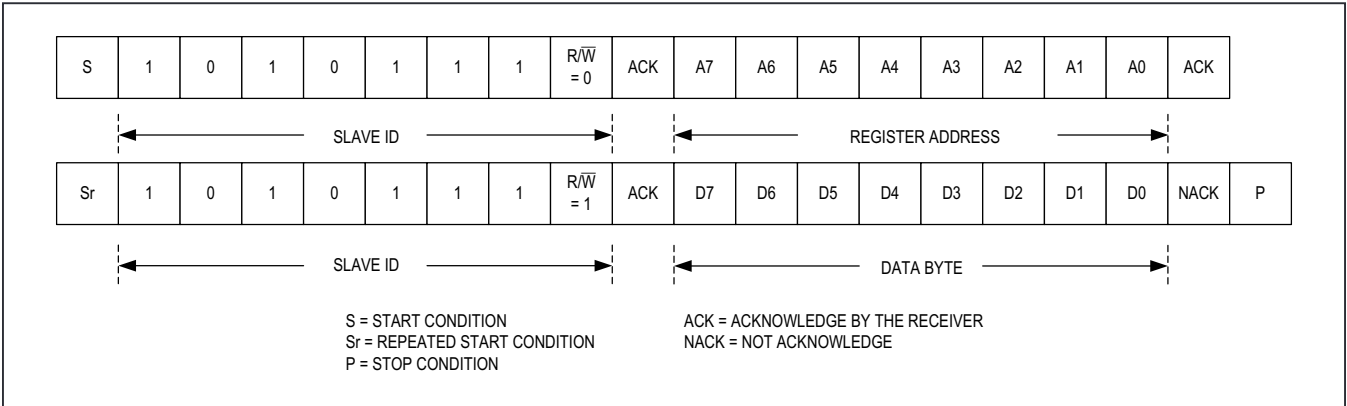 S 1 0 1 0 1 1 1 R/W̅ = 0 ACK A7 A6 A5 A4 A3 A2 A1 A0 ACK
SLAVE ID REGISTER ADDRESS
Sr 1 0 1 0 1 1 1 R/W̅ = 1 ACK D7 D6 D5 D4 D3 D2 D1 D0 NACK P
SLAVE ID DATA BYTE
S = START CONDITION
Sr = REPEATED START CONDITION
P = STOP CONDITION
ACK = ACKNOWLEDGE BY THE RECEIVER
NACK = NOT ACKNOWLEDGE